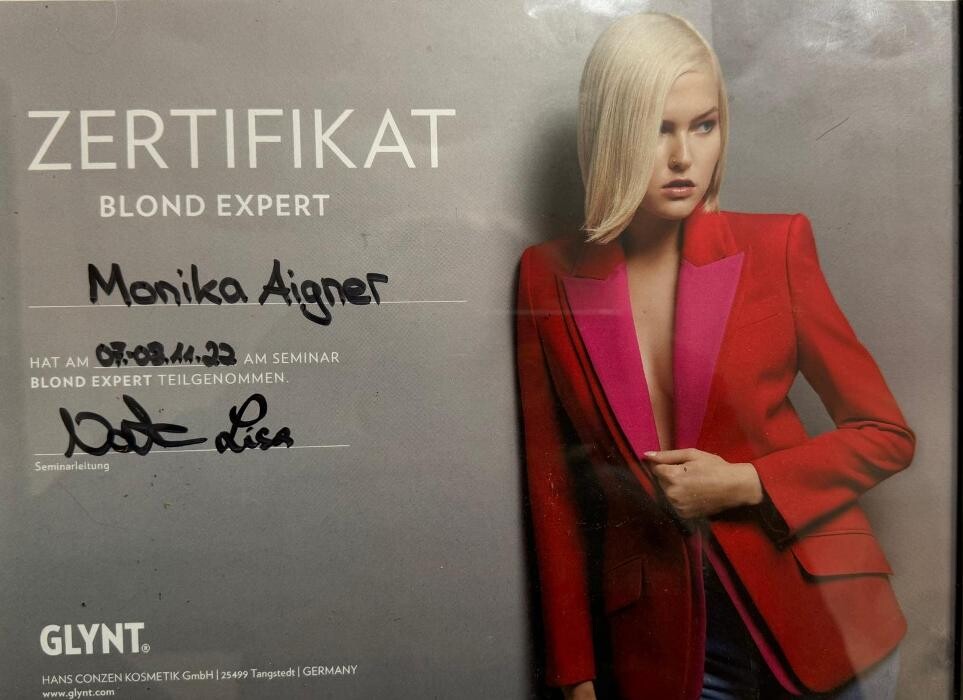 ZERTIFIKAT
BLOND EXPERT
Monika Aigner
HAT AM 07.-08.11.22 AM SEMINAR
BLOND EXPERT TEILGENOMMEN.
Lisa
Seminarleitung
GLYNT®
HANS CONZEN KOSMETIK GmbH | 25499 Tangstedt | GERMANY
www.glynt.com